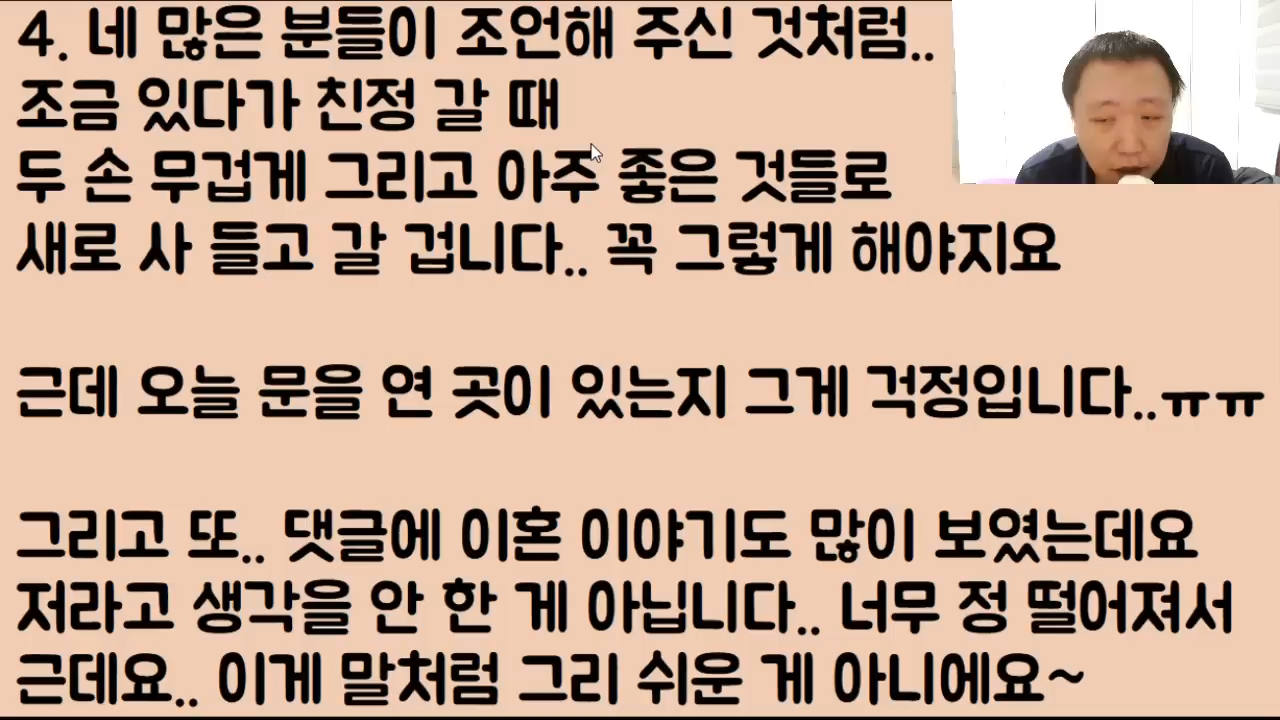 4. 네 많은 분들이 조언해 주신 것처럼..
조금 있다가 친정 갈 때
두 손 무겁게 그리고 아주 좋은 것들로
새로 사 들고 갈 겁니다.. 꼭 그렇게 해야지요
근데 오늘 문을 연 곳이 있는지 그게 걱정입니다..ㅠㅠ
그리고 또.. 댓글에 이혼 이야기도 많이 보였는데요
저라고 생각을 안 한 게 아닙니다.. 너무 정 떨어져서
근데요.. 이게 말처럼 그리 쉬운 게 아니에요~